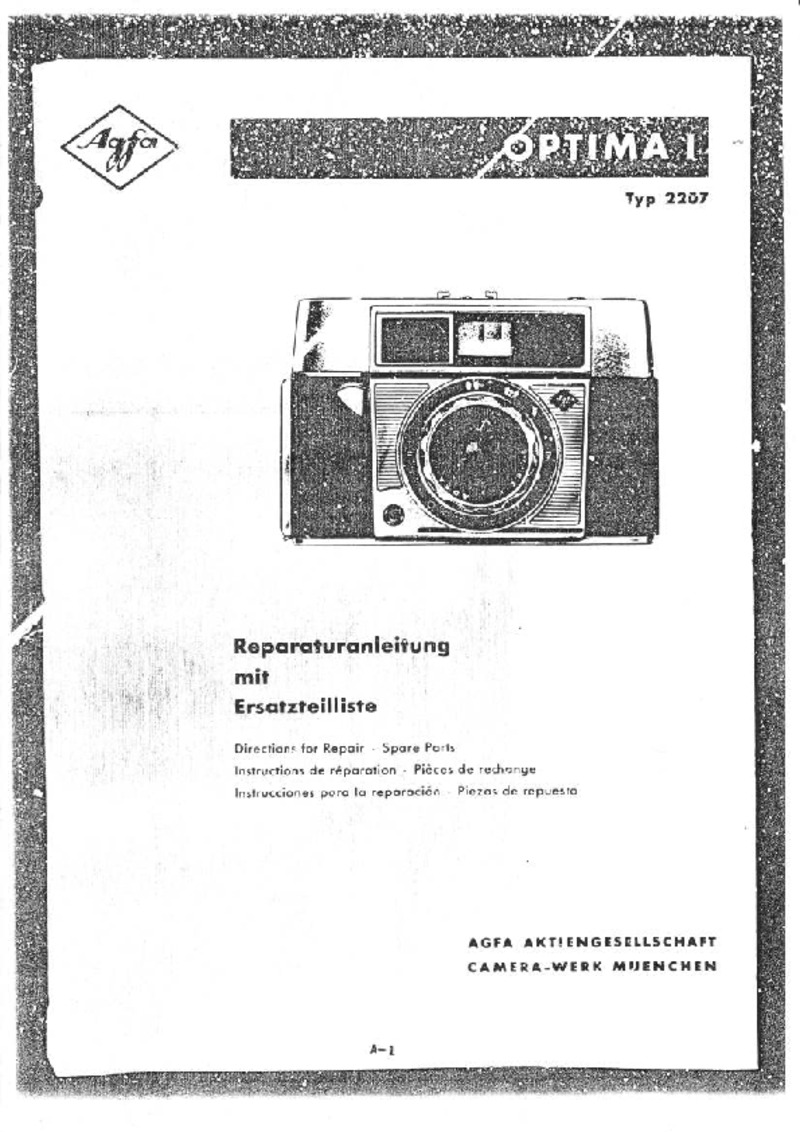 Agfa
OPTIMA I
Typ 2207
Reparaturanleitung
mit
Ersatzteilliste
Directions for Repair - Spare Parts
Instructions de réparation - Pièces de rechange
Instrucciones para la reparación - Piezas de repuesto
AGFA AKTIENGESELLSCHAFT
CAMERA-WERK MUENCHEN
A-1